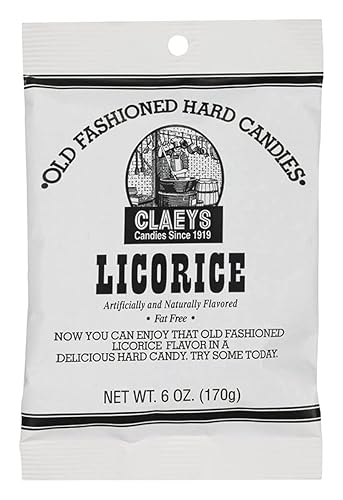 •OLD FASHIONED HARD CANDIES•
CLAEYS
Candies Since 1919
LICORICE
Artificially and Naturally Flavored
• Fat Free •
NOW YOU CAN ENJOY THAT OLD FASHIONED
LICORICE FLAVOR IN A
DELICIOUS HARD CANDY. TRY SOME TODAY.
NET WT. 6 OZ. (170g)